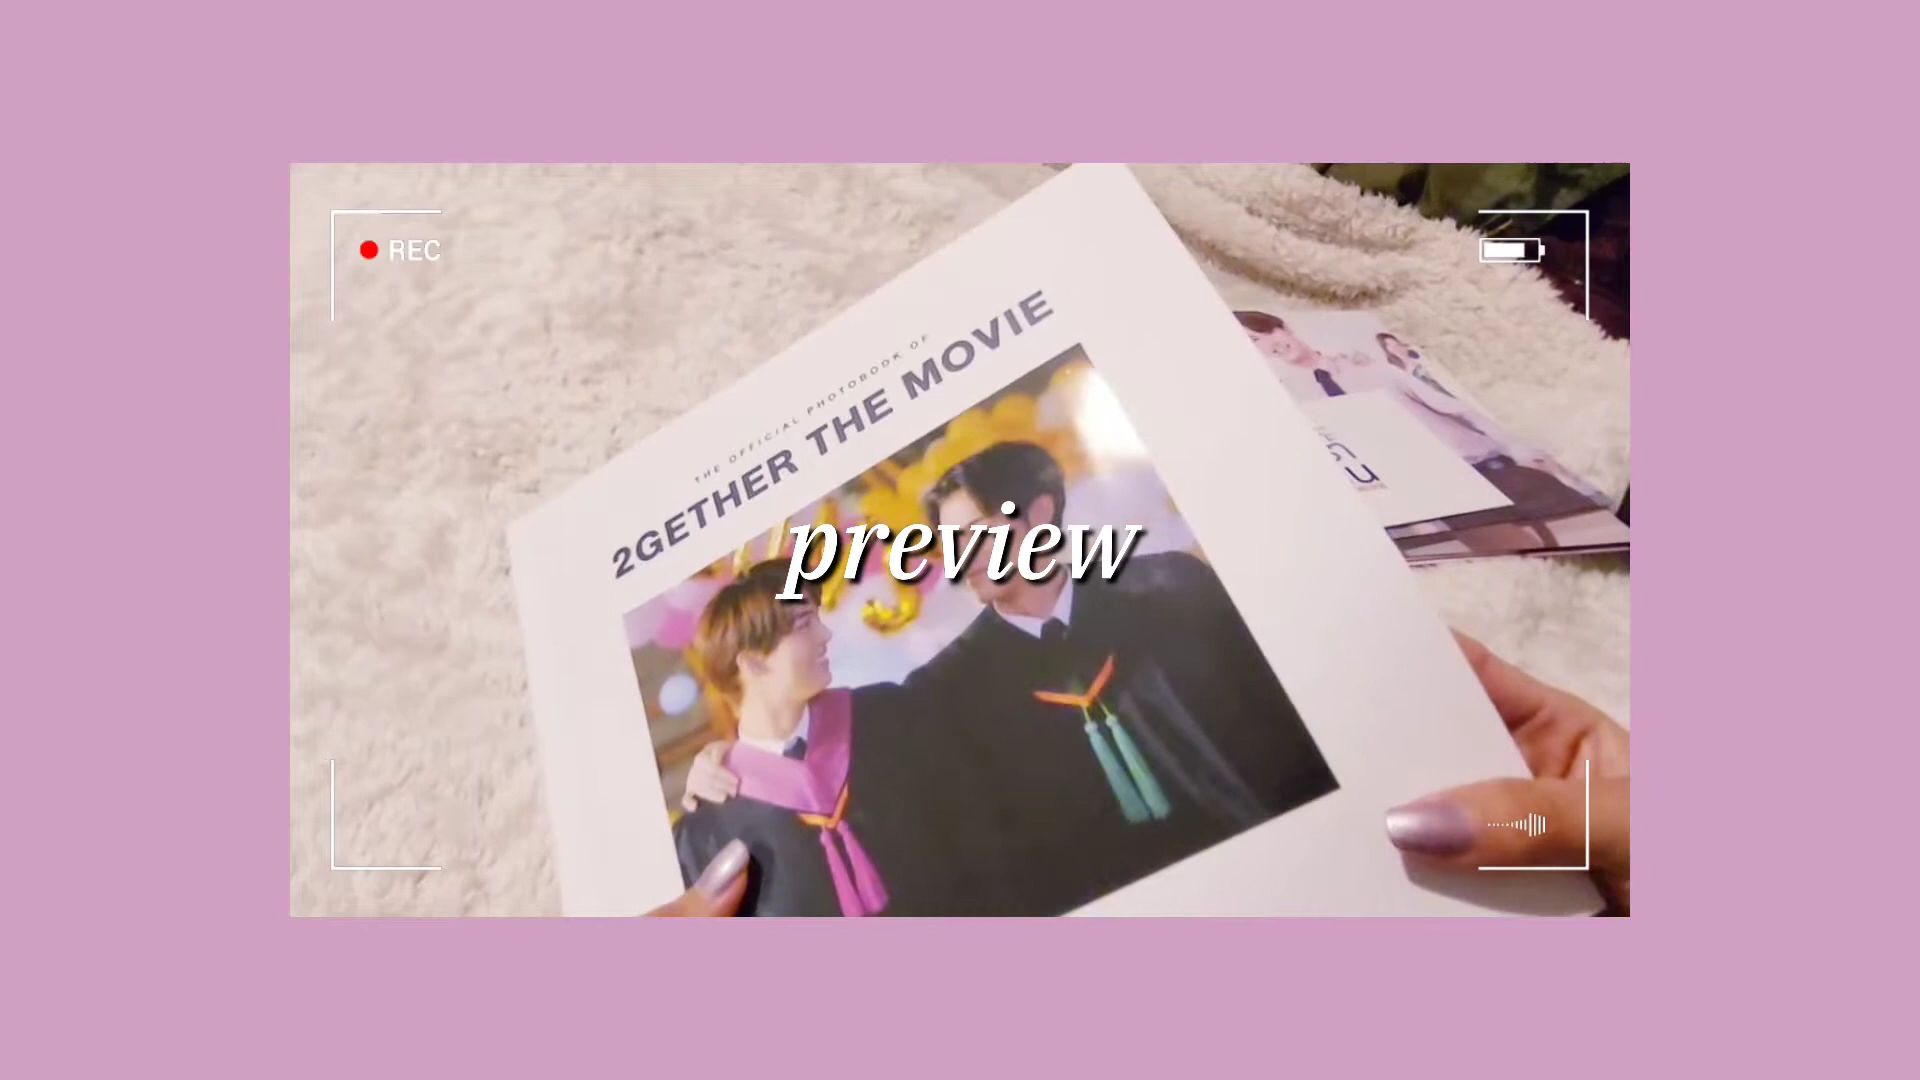 REC
THE OFFICIAL PHOTOBOOK OF
2GETHER THE MOVIE
preview